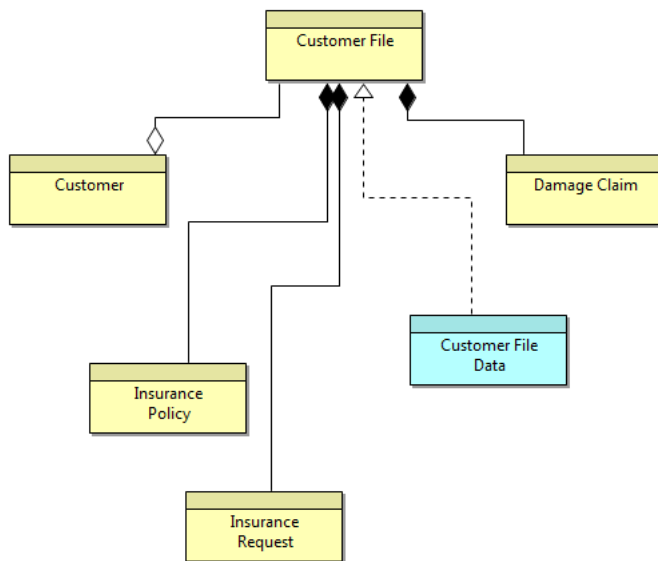 Customer File
Customer
Damage Claim
Customer File
Data
Insurance
Policy
Insurance
Request